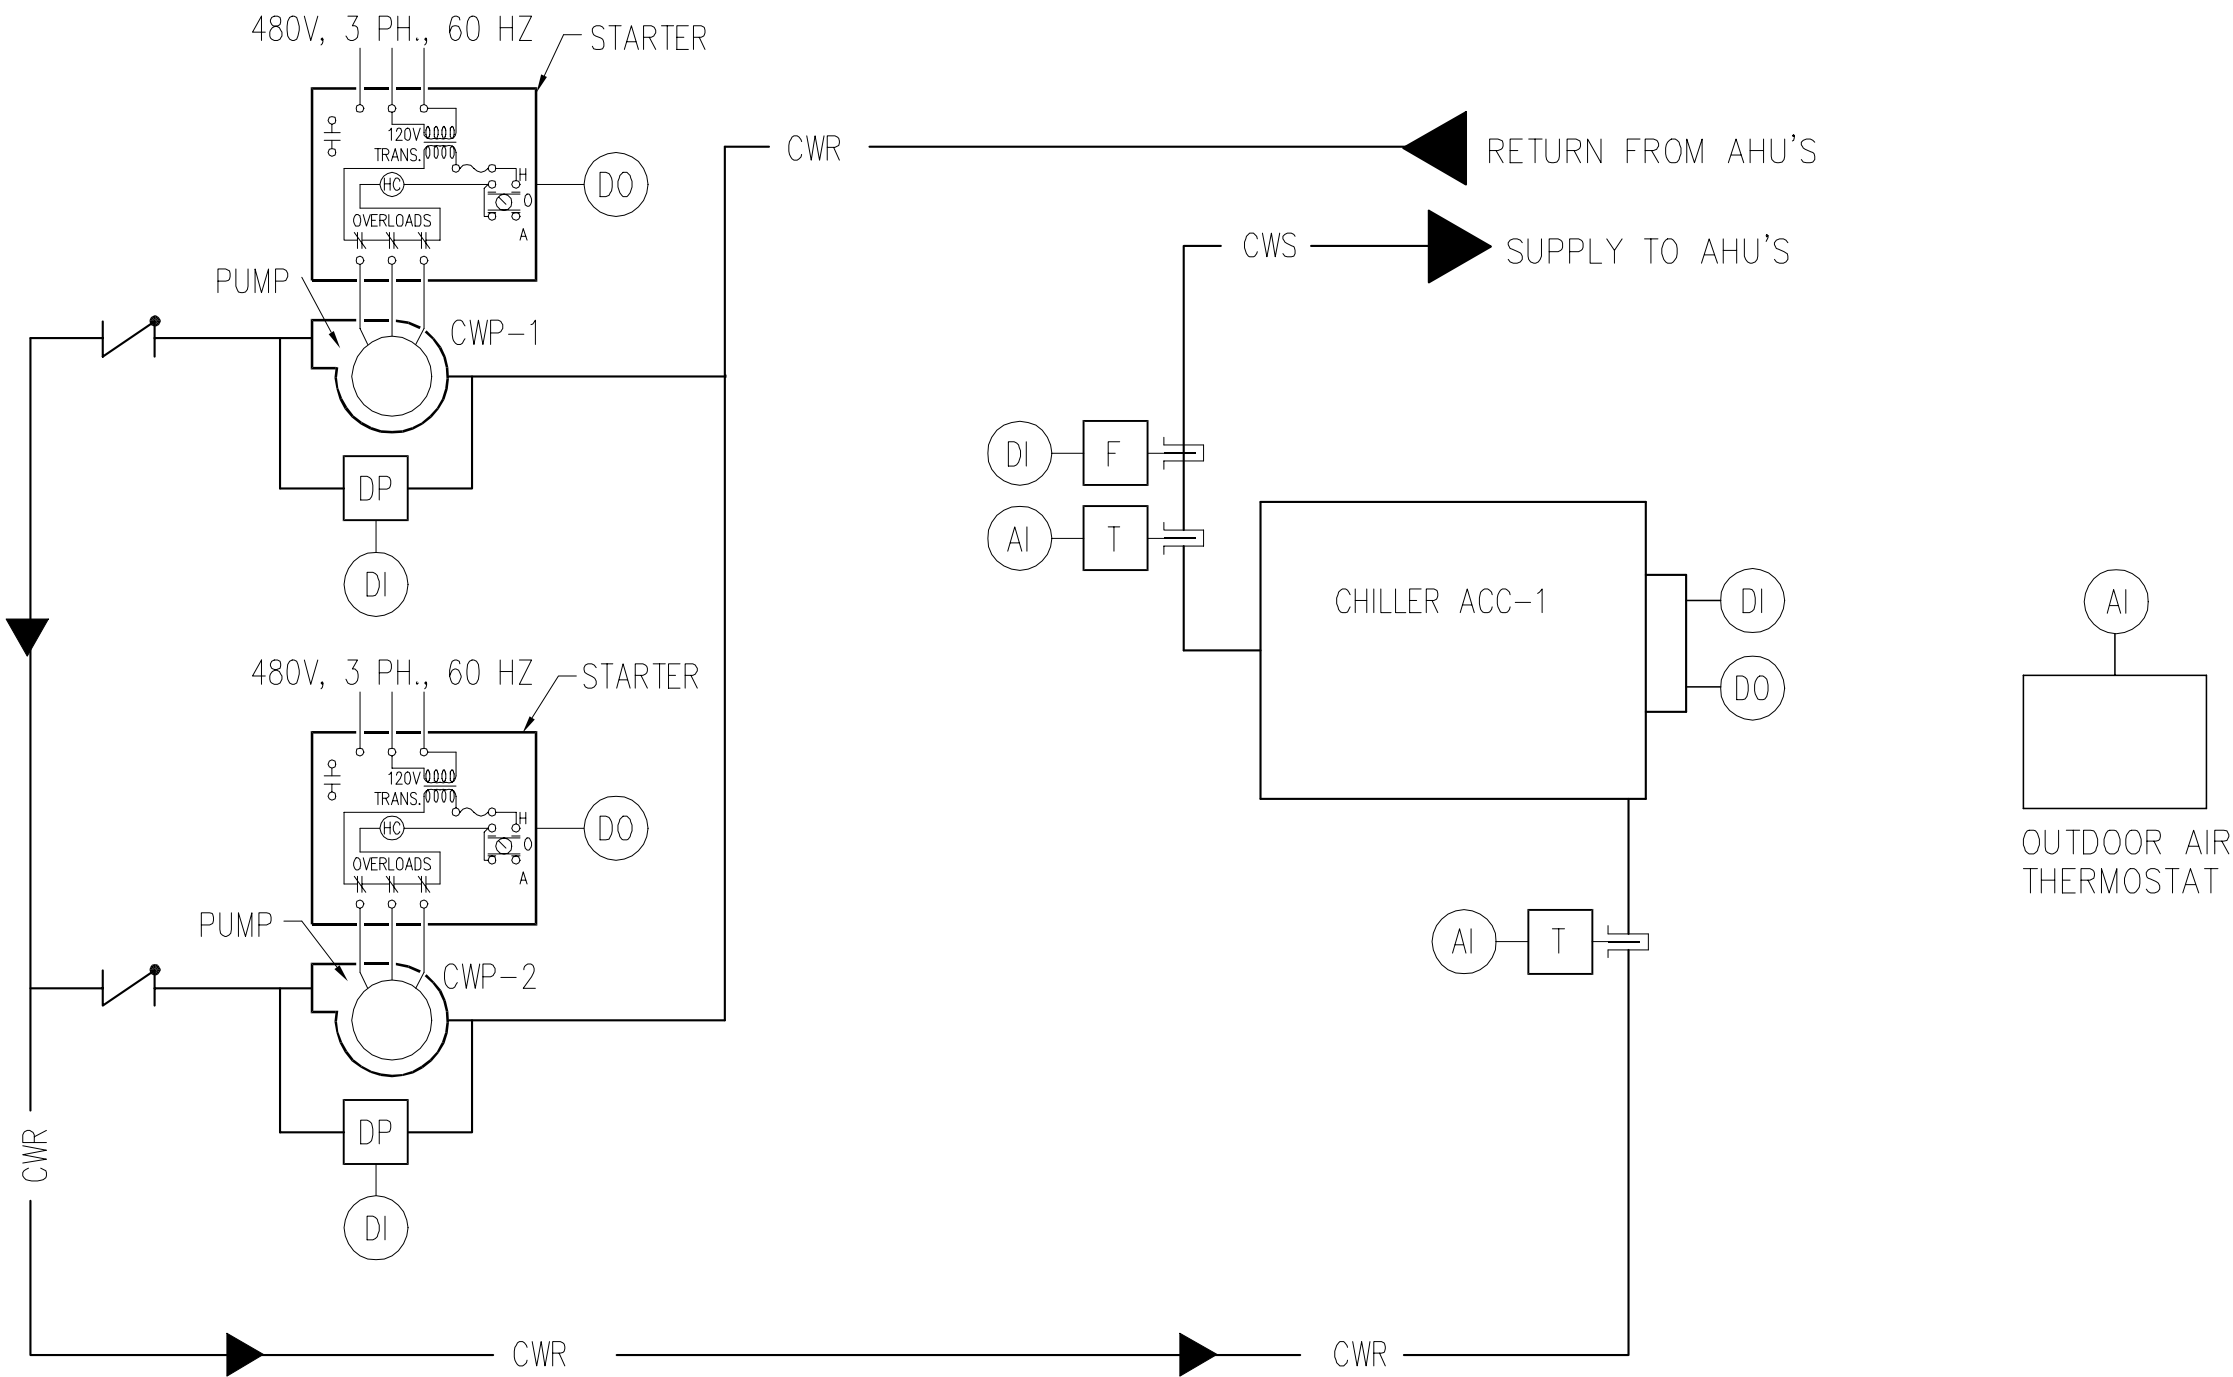 480V, 3 PH., 60 HZ
STARTER
120V
TRANS.
H
HC
O
OVERLOADS
A
DO
PUMP
CWP-1
DP
DI
CWR
RETURN FROM AHU'S
CWS
SUPPLY TO AHU'S
DI
F
AI
T
CHILLER ACC-1
DI
DO
AI
OUTDOOR AIR
THERMOSTAT
480V, 3 PH., 60 HZ
STARTER
120V
TRANS.
H
HC
O
OVERLOADS
A
DO
PUMP
CWP-2
DP
DI
AI
T
CWR
CWR
CWR